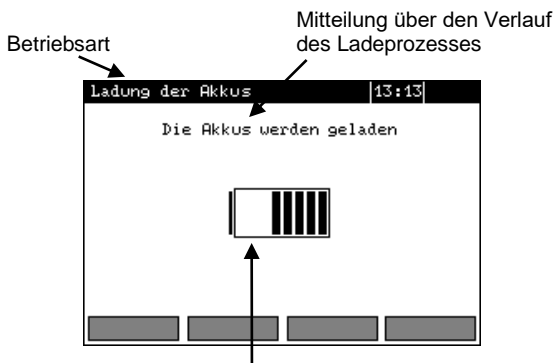 Mitteilung über den Verlauf
des Ladeprozesses
Betriebsart
Ladung der Akkus 13:13
Die Akkus werden geladen